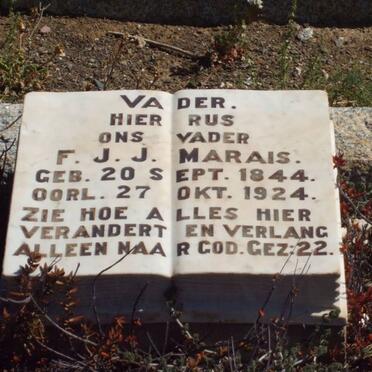 VADER.
HIER RUS
ONS VADER
F. J. J. MARAIS.
GEB. 20 SEPT. 1844.
OORL. 27 OKT. 1924.
ZIE HOE ALLES HIER
VERANDERT EN VERLANG
ALLEEN NAAR GOD. GEZ: 22.